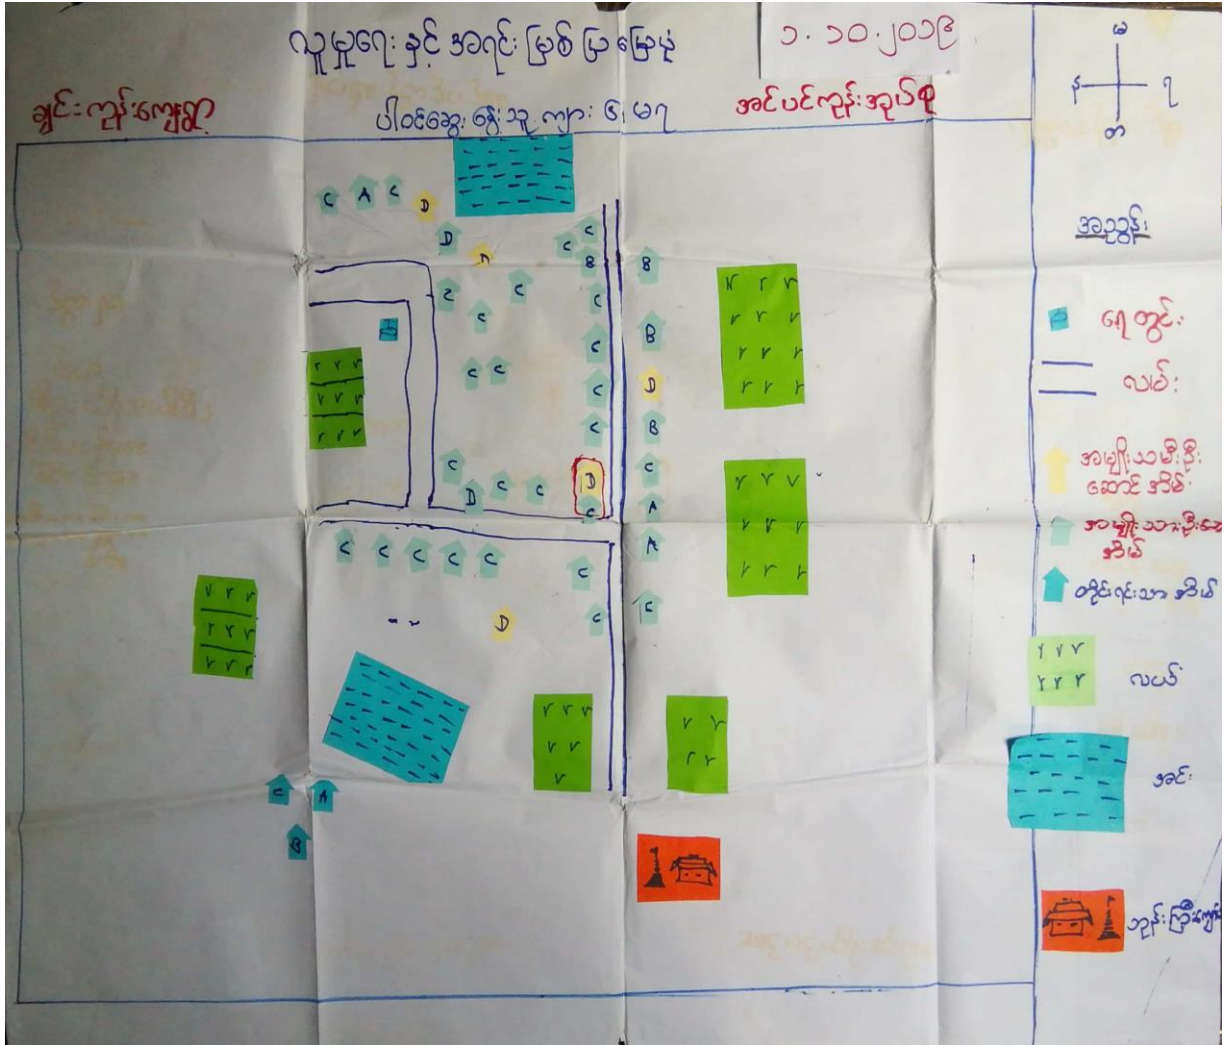 လူမှုရေး နှင့် အရင်းမြစ် ပြ မြေပုံ
၁.၁၀.၂၀၁၉
ချင်းကုန်းကျေးရွာ
ပါဝင်ဆွေးနွေးသူ ကျား ၆၊ မ ၇
အင်ပင်ကုန်းအုပ်စု
မ
န
ရ
တ
အညွှန်း
ရေတွင်း
လမ်း
အမျိုးသမီးဦး
ဆောင်အိမ်
အမျိုးသားဦးဆော
အိမ်
တိုင်းရင်းသားအိမ်
လယ်
အင်း
ဘုန်းကြီးကျောင်း
C A C D
D
D
C C
B B
C C C
C B
C D
C C C
C B
C D C
D C C
C A
C C C C C A
C
C C
D
C A
B